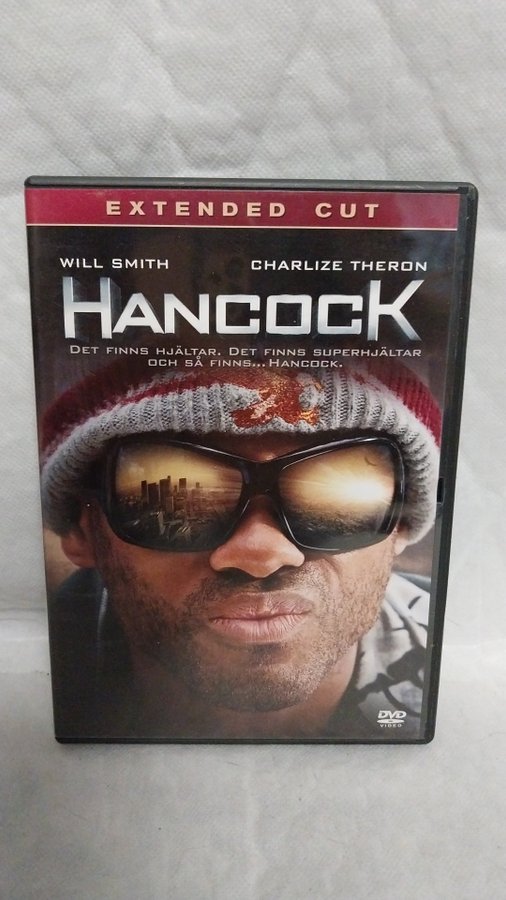 EXTENDED CUT
WILL SMITH CHARLIZE THERON
HANCOCK
DET FINNS HJÄLTAR. DET FINNS SUPERHJÄLTAR
OCH SÅ FINNS... HANCOCK.
DVD
VIDEO